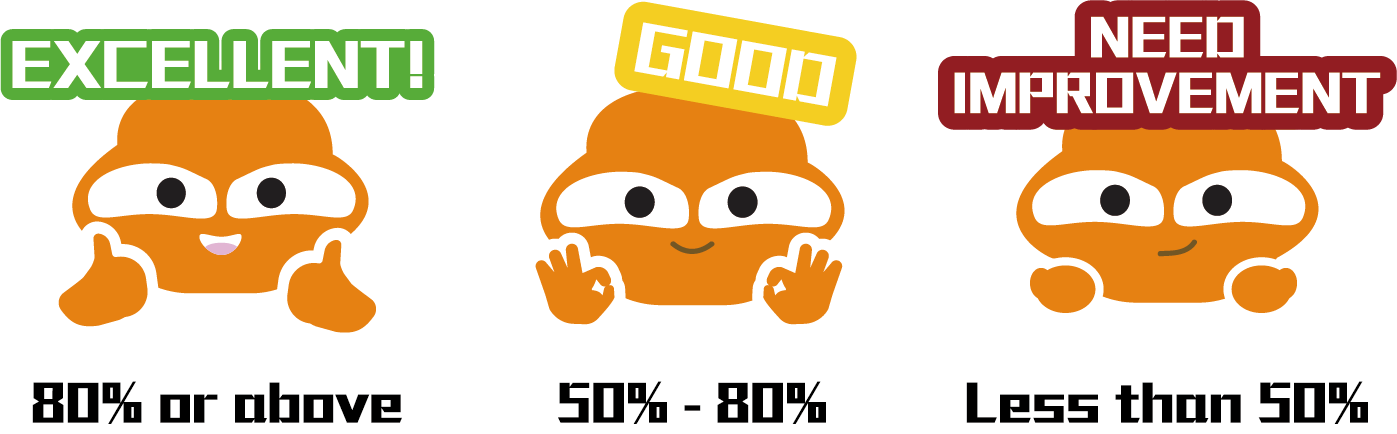 EXCELLENT!
GOOD
NEED
IMPROVEMENT
80% or above
50% - 80%
Less than 50%